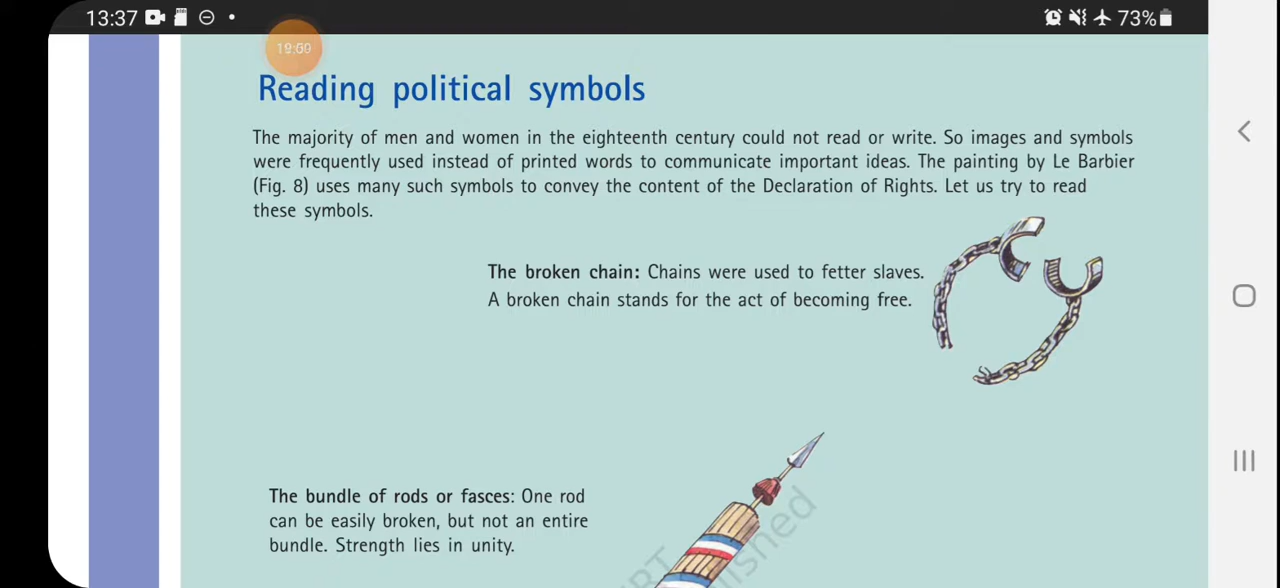 13:37
73%
19:00
Reading political symbols
The majority of men and women in the eighteenth century could not read or write. So images and symbols
were frequently used instead of printed words to communicate important ideas. The painting by Le Barbier
(Fig. 8) uses many such symbols to convey the content of the Declaration of Rights. Let us try to read
these symbols.
The broken chain: Chains were used to fetter slaves.
A broken chain stands for the act of becoming free.
The bundle of rods or fasces: One rod
can be easily broken, but not an entire
bundle. Strength lies in unity.